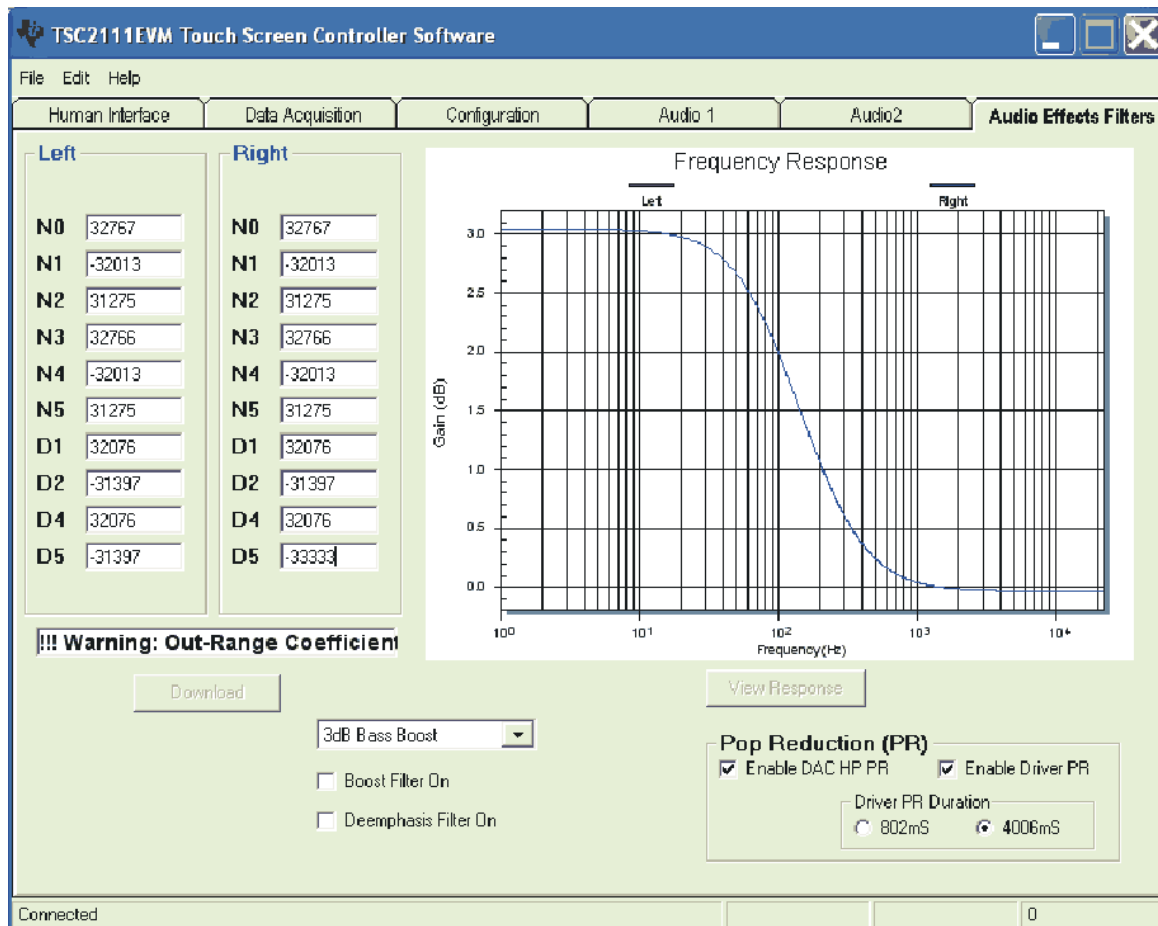 TSC2111EVM Touch Screen Controller Software
File Edit Help
Human Interface Data Acquisition Configuration Audio 1 Audio2 Audio Effects Filters
Left
N0 32767
N1 -32013
N2 31275
N3 32766
N4 -32013
N5 31275
D1 32076
D2 -31397
D4 32076
D5 -31397
Right
N0 32767
N1 -32013
N2 31275
N3 32766
N4 -32013
N5 31275
D1 32076
D2 -31397
D4 32076
D5 -33333
Frequency Response
Left Right
Gain (dB)
3.0
2.5
2.0
1.5
1.0
0.5
0.0
10⁰ 10¹ 10² 10³ 10⁴
Frequency(Hz)
!!! Warning: Out-Range Coefficient
Download
View Response
3dB Bass Boost
Boost Filter On
Deemphasis Filter On
Pop Reduction (PR)
Enable DAC HP PR Enable Driver PR
Driver PR Duration
802mS 4006mS
Connected 0